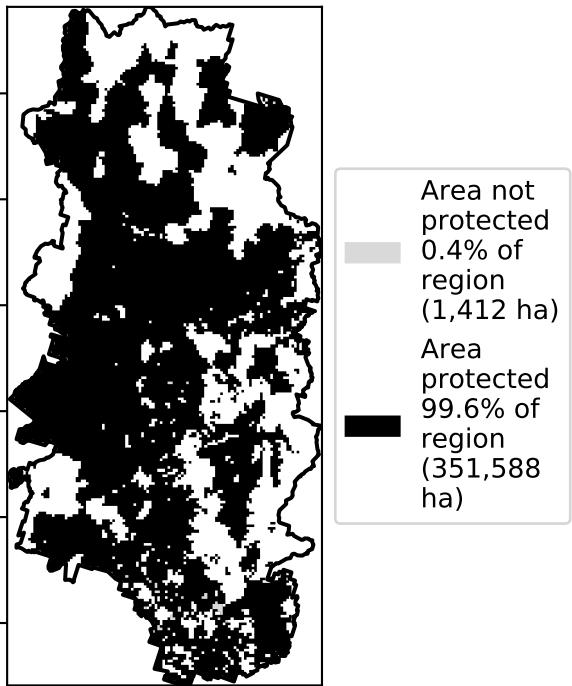 Area not
protected
0.4% of
region
(1,412 ha)
Area
protected
99.6% of
region
(351,588
ha)